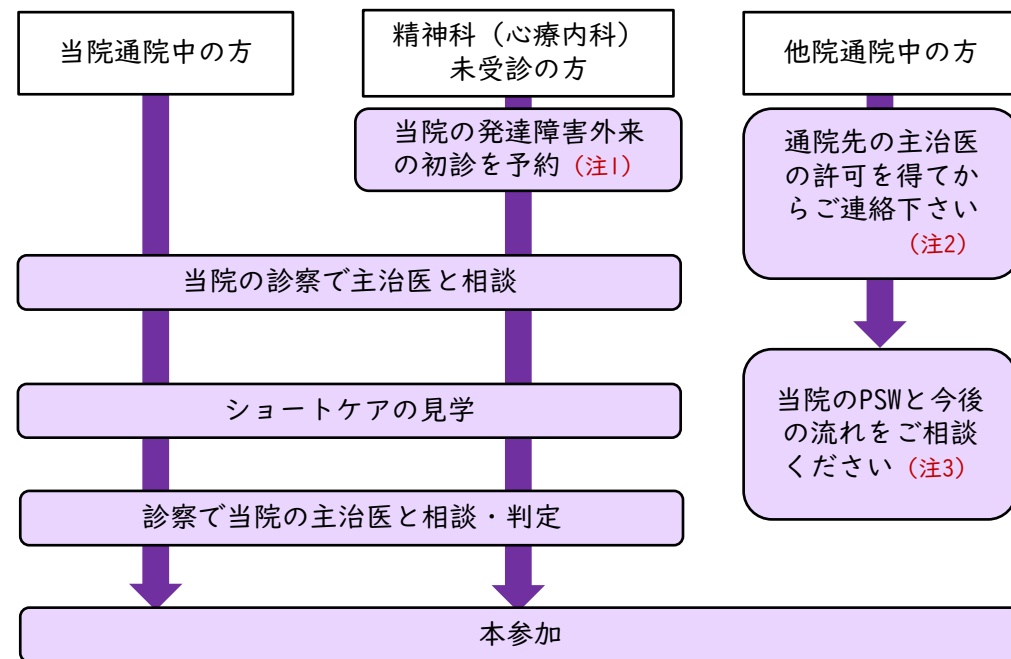 当院通院中の方
精神科（心療内科）
未受診の方
他院通院中の方
当院の発達障害外来
の初診を予約（注1）
通院先の主治医
の許可を得てか
らご連絡下さい
（注2）
当院の診察で主治医と相談
ショートケアの見学
当院のPSWと今後
の流れをご相談
ください（注3）
診察で当院の主治医と相談・判定
本参加